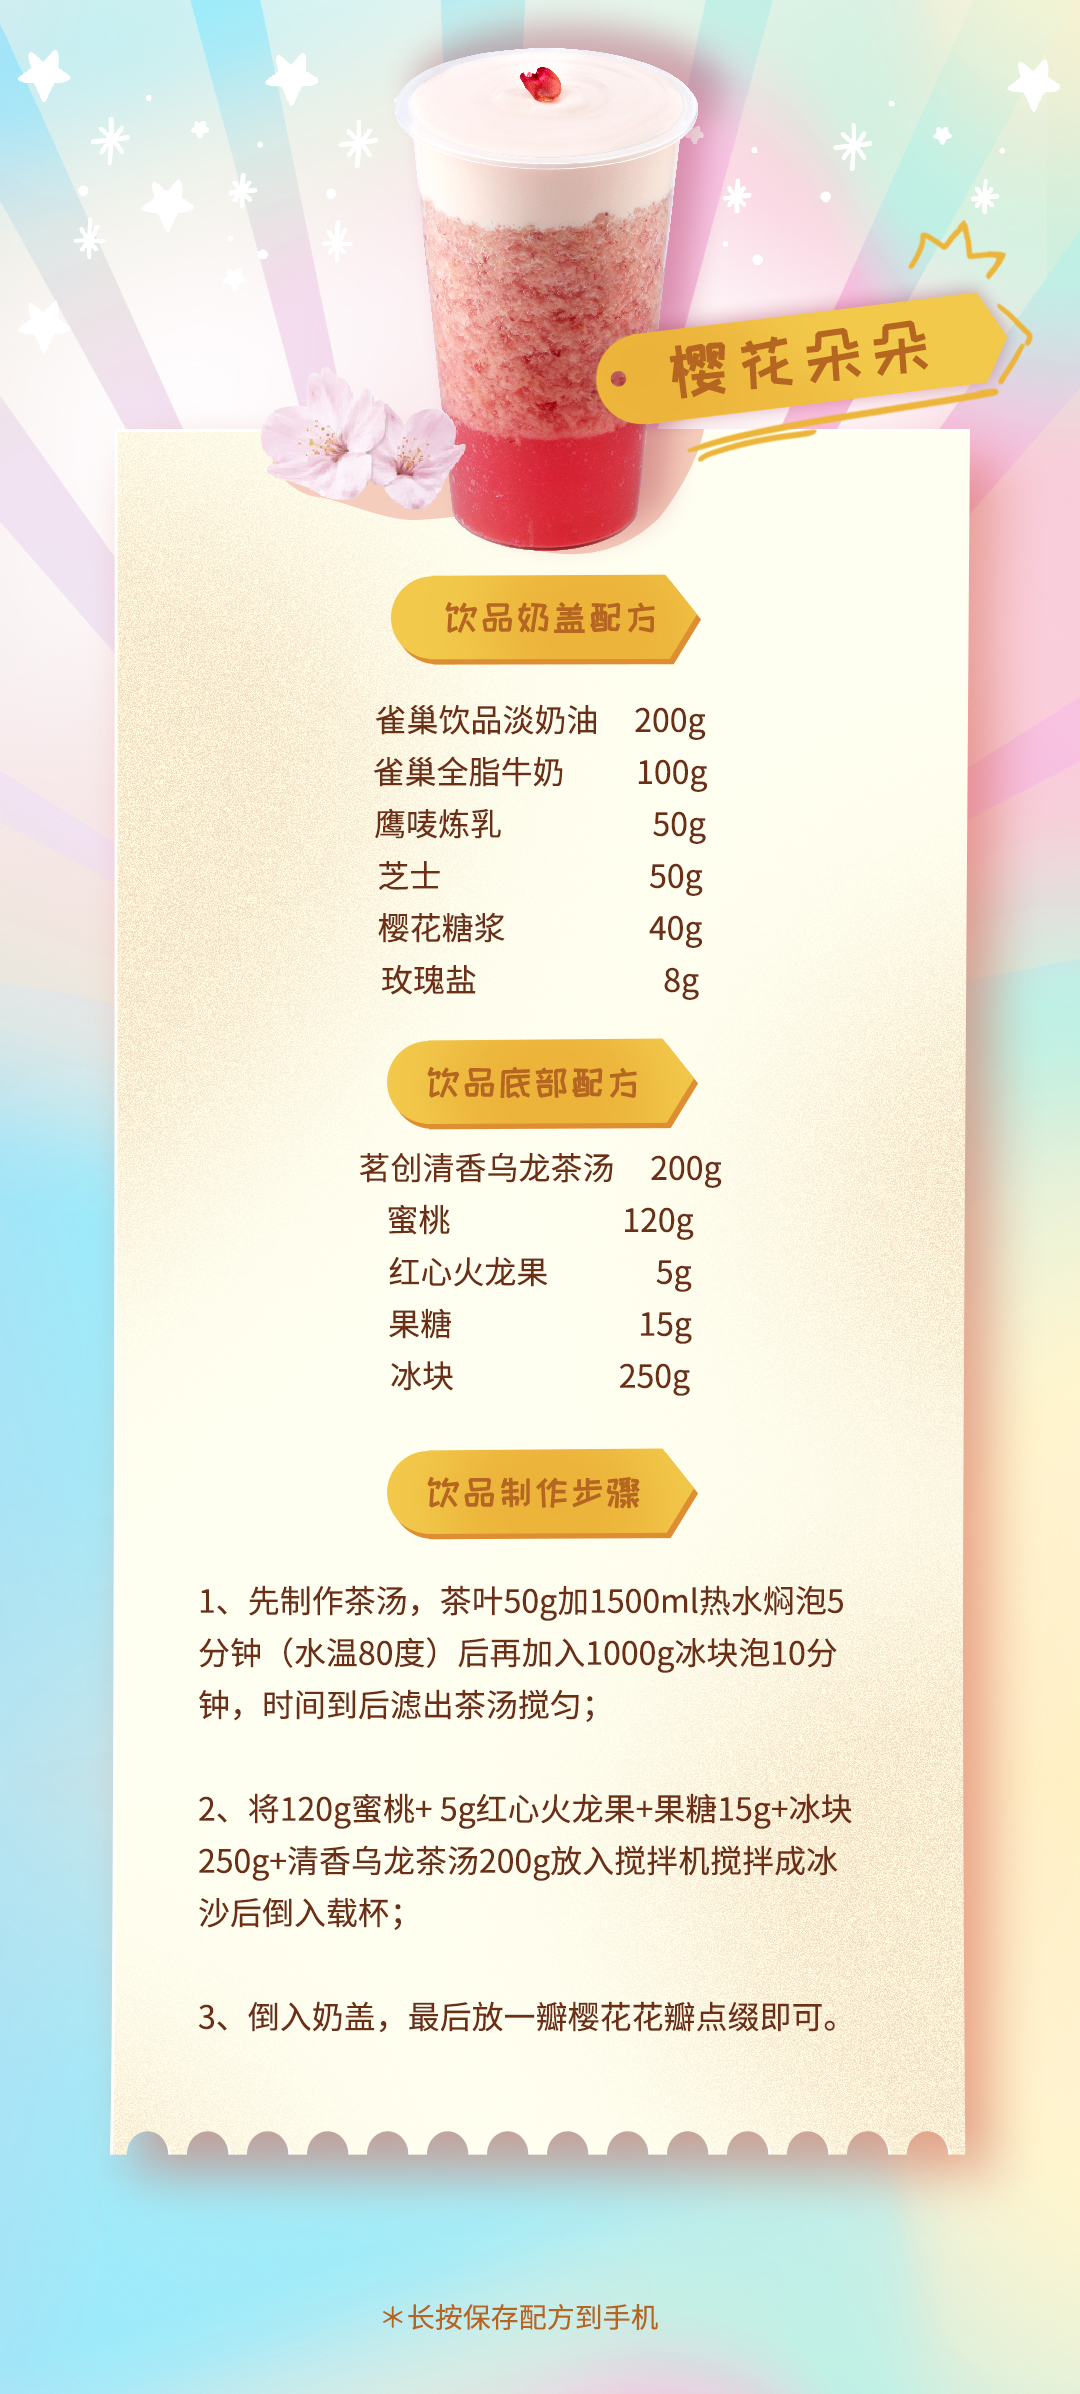 樱花朵朵
饮品奶盖配方
雀巢饮品淡奶油 200g
雀巢全脂牛奶 100g
鹰唛炼乳 50g
芝士 50g
樱花糖浆 40g
玫瑰盐 8g
饮品底部配方
茗创清香乌龙茶汤 200g
蜜桃 120g
红心火龙果 5g
果糖 15g
冰块 250g
饮品制作步骤
1、先制作茶汤，茶叶50g加1500ml热水焖泡5
分钟（水温80度）后再加入1000g冰块泡10分
钟，时间到后滤出茶汤搅匀；
2、将120g蜜桃+ 5g红心火龙果+果糖15g+冰块
250g+清香乌龙茶汤200g放入搅拌机搅拌成冰
沙后倒入载杯；
3、倒入奶盖，最后放一瓣樱花花瓣点缀即可。
＊长按保存配方到手机